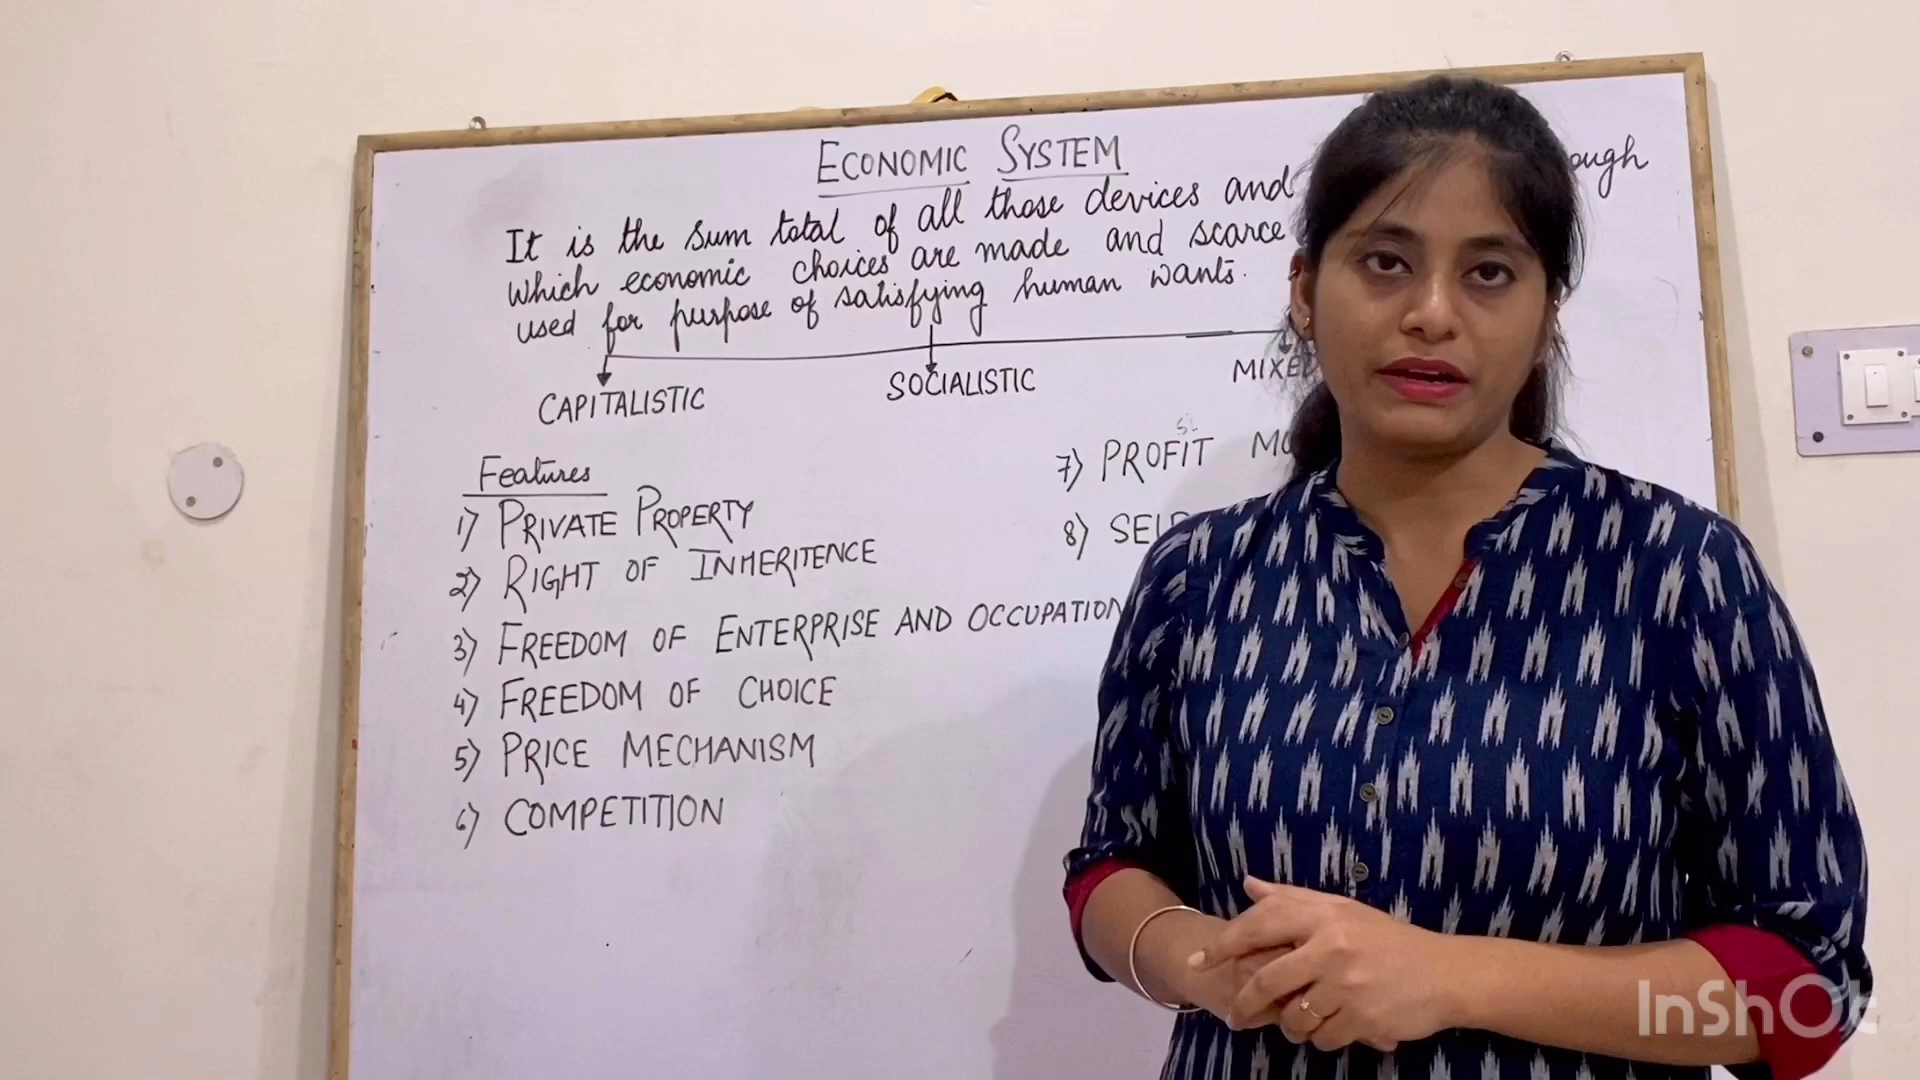 ECONOMIC SYSTEM
It is the sum total of all those devices and
which economic choices are made and scarce
used for purpose of satisfying human wants.
CAPITALISTIC SOCIALISTIC MIXED
Features
1) PRIVATE PROPERTY
2) RIGHT OF INHERITENCE
3) FREEDOM OF ENTERPRISE AND OCCUPATION
4) FREEDOM OF CHOICE
5) PRICE MECHANISM
6) COMPETITION
7) PROFIT
8)
InShOt